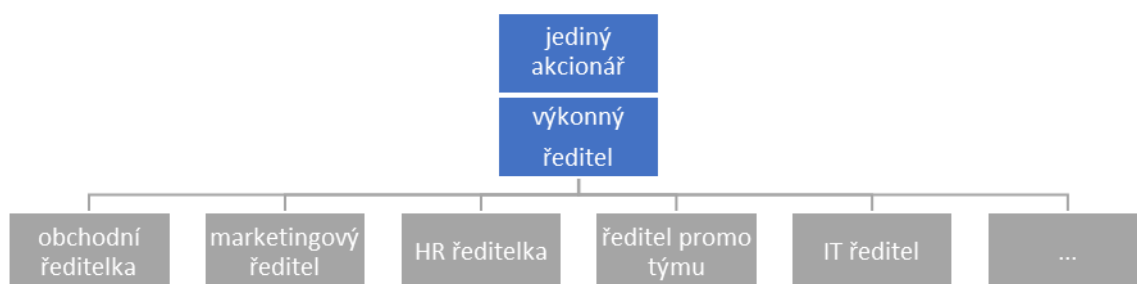 jediný
akcionář
výkonný
ředitel
obchodní
ředitelka
marketingový
ředitel
HR ředitelka
ředitel promo
týmu
IT ředitel
...